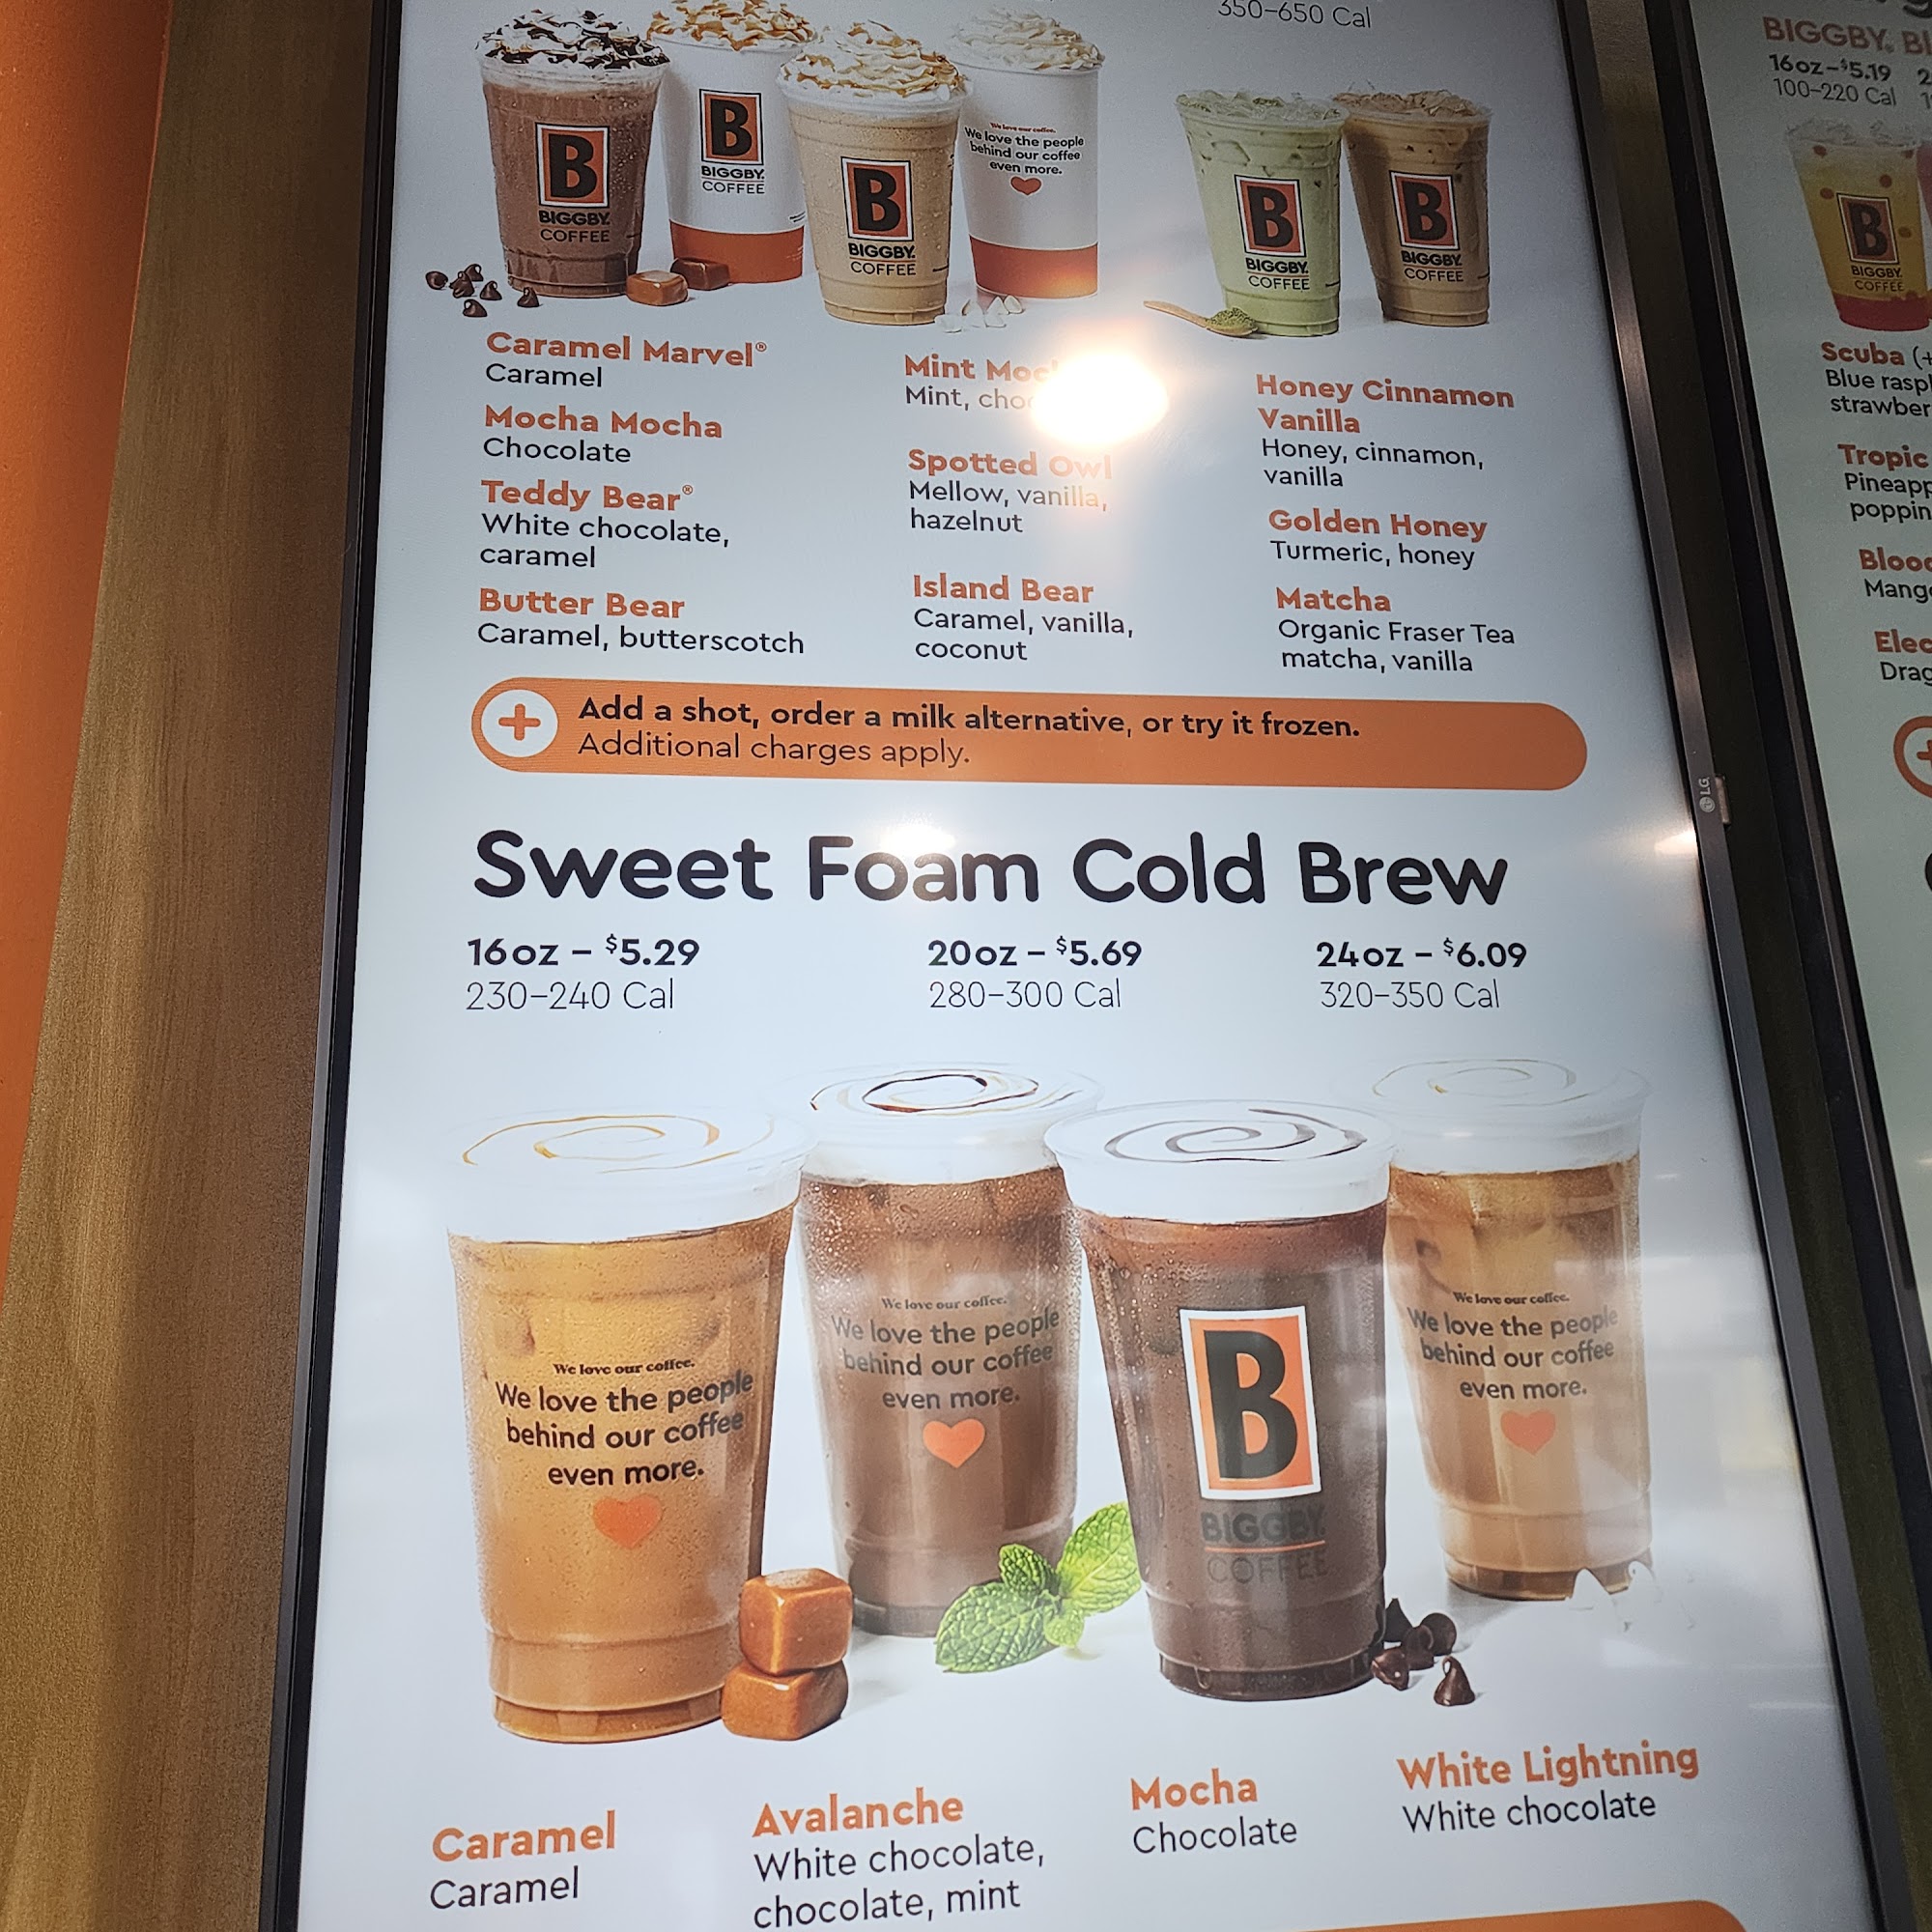 350–650 Cal
BIGGBY
16oz–$5.19
100–220 Cal
B
BIGGBY
COFFEE
B
BIGGBY.
COFFEE
B
BIGGBY.
COFFEE
We love our coffee.
We love the people
behind our coffee
even more.
B
BIGGBY.
COFFEE
B
BIGGBY.
COFFEE
B
BIGGBY.
COFFEE
Caramel Marvel®
Caramel
Mocha Mocha
Chocolate
Teddy Bear®
White chocolate,
caramel
Butter Bear
Caramel, butterscotch
Mint
Mint,
Spotted Owl
Mellow, vanilla,
hazelnut
Island Bear
Caramel, vanilla,
coconut
Honey Cinnamon
Vanilla
Honey, cinnamon,
vanilla
Golden Honey
Turmeric, honey
Matcha
Organic Fraser Tea
matcha, vanilla
Scuba
Blue
Add a shot, order a milk alternative, or try it frozen.
Additional charges apply.
LG
Sweet Foam Cold Brew
16oz – $5.29
230–240 Cal
20oz – $5.69
280–300 Cal
24oz – $6.09
320–350 Cal
We love our coffee.
We love the people
behind our coffee
even more.
We love our coffee.
We love the people
behind our coffee
even more.
B
BIGGBY
COFFEE
We love our coffee.
We love the people
behind our coffee
even more.
Caramel
Caramel
Avalanche
White chocolate,
chocolate, mint
Mocha
Chocolate
White Lightning
White chocolate